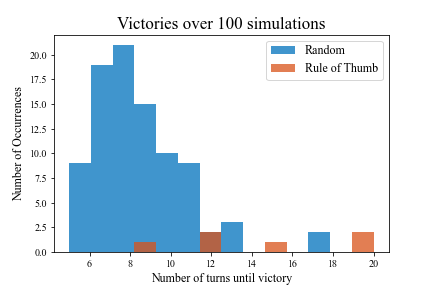 Victories over 100 simulations
Random
Rule of Thumb
Number of Occurrences
20.0
17.5
15.0
12.5
10.0
7.5
5.0
2.5
0.0
6 8 10 12 14 16 18 20
Number of turns until victory